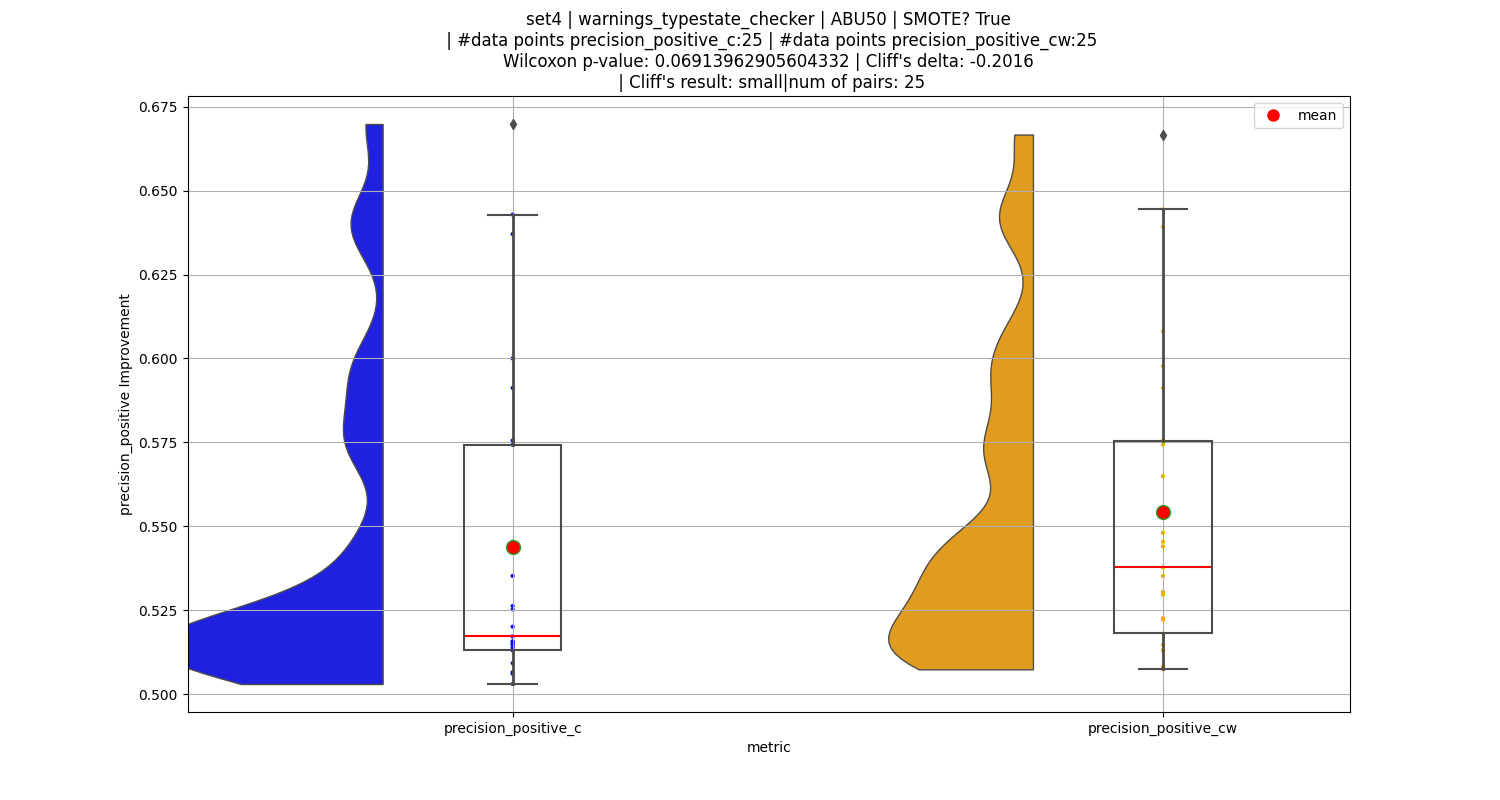 set4 | warnings_typestate_checker | ABU50 | SMOTE? True
| #data points precision_positive_c:25 | #data points precision_positive_cw:25
Wilcoxon p-value: 0.06913962905604332 | Cliff's delta: -0.2016
| Cliff's result: small|num of pairs: 25
mean
0.675
0.650
0.625
0.600
0.575
0.550
0.525
0.500
precision_positive Improvement
precision_positive_c
precision_positive_cw
metric